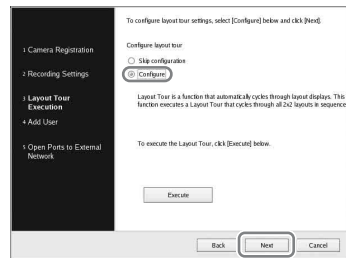 To configure layout tour settings, select [Configure] below and click [Next].
1 Camera Registration
2 Recording Settings
3 Layout Tour
Execution
4 Add User
5 Open Ports to External
Network
Configure layout tour
Skip configuration
Configure
Layout Tour is a function that automatically cycles through layout displays. This
function executes a Layout Tour that cycles through all 2x2 layouts in sequence
To execute the Layout Tour, click [Execute] below.
Execute
Back Next Cancel